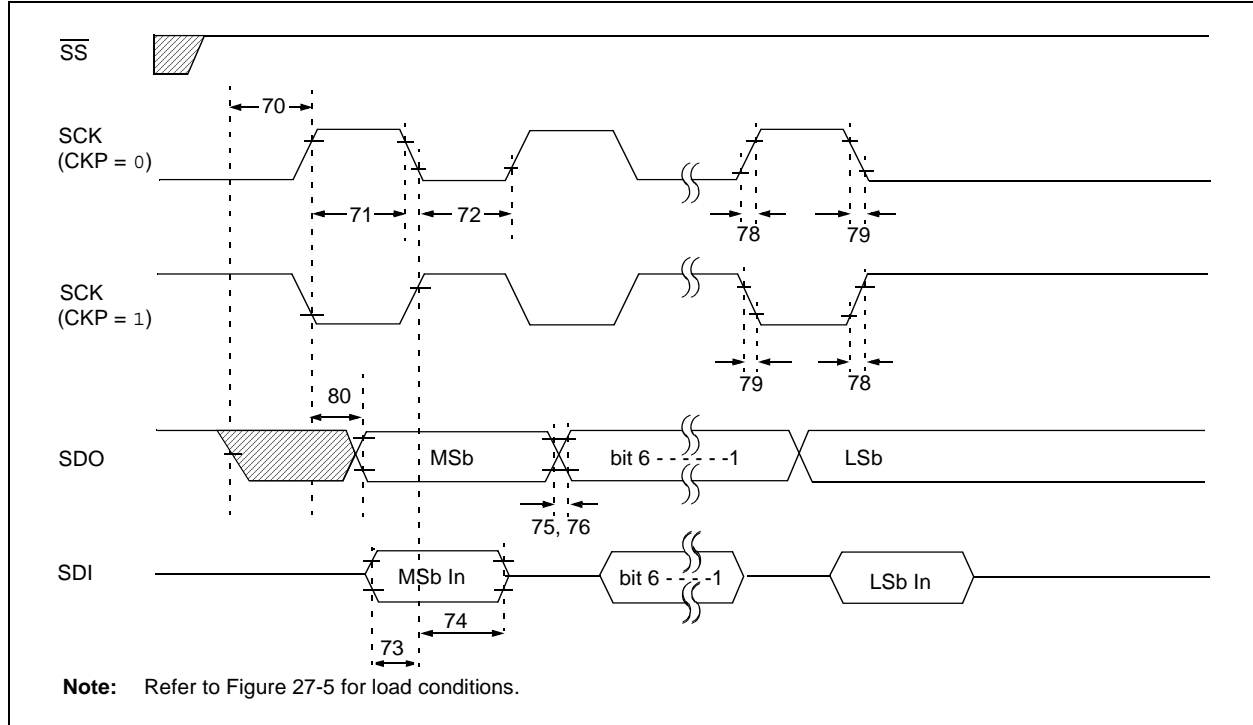 SS
70
SCK
(CKP = 0)
71
72
78
79
SCK
(CKP = 1)
79
78
80
SDO
MSb
bit 6 - - - - - - -1
LSb
75, 76
SDI
MSb In
bit 6 - - - - -1
LSb In
74
73
Note: Refer to Figure 27-5 for load conditions.